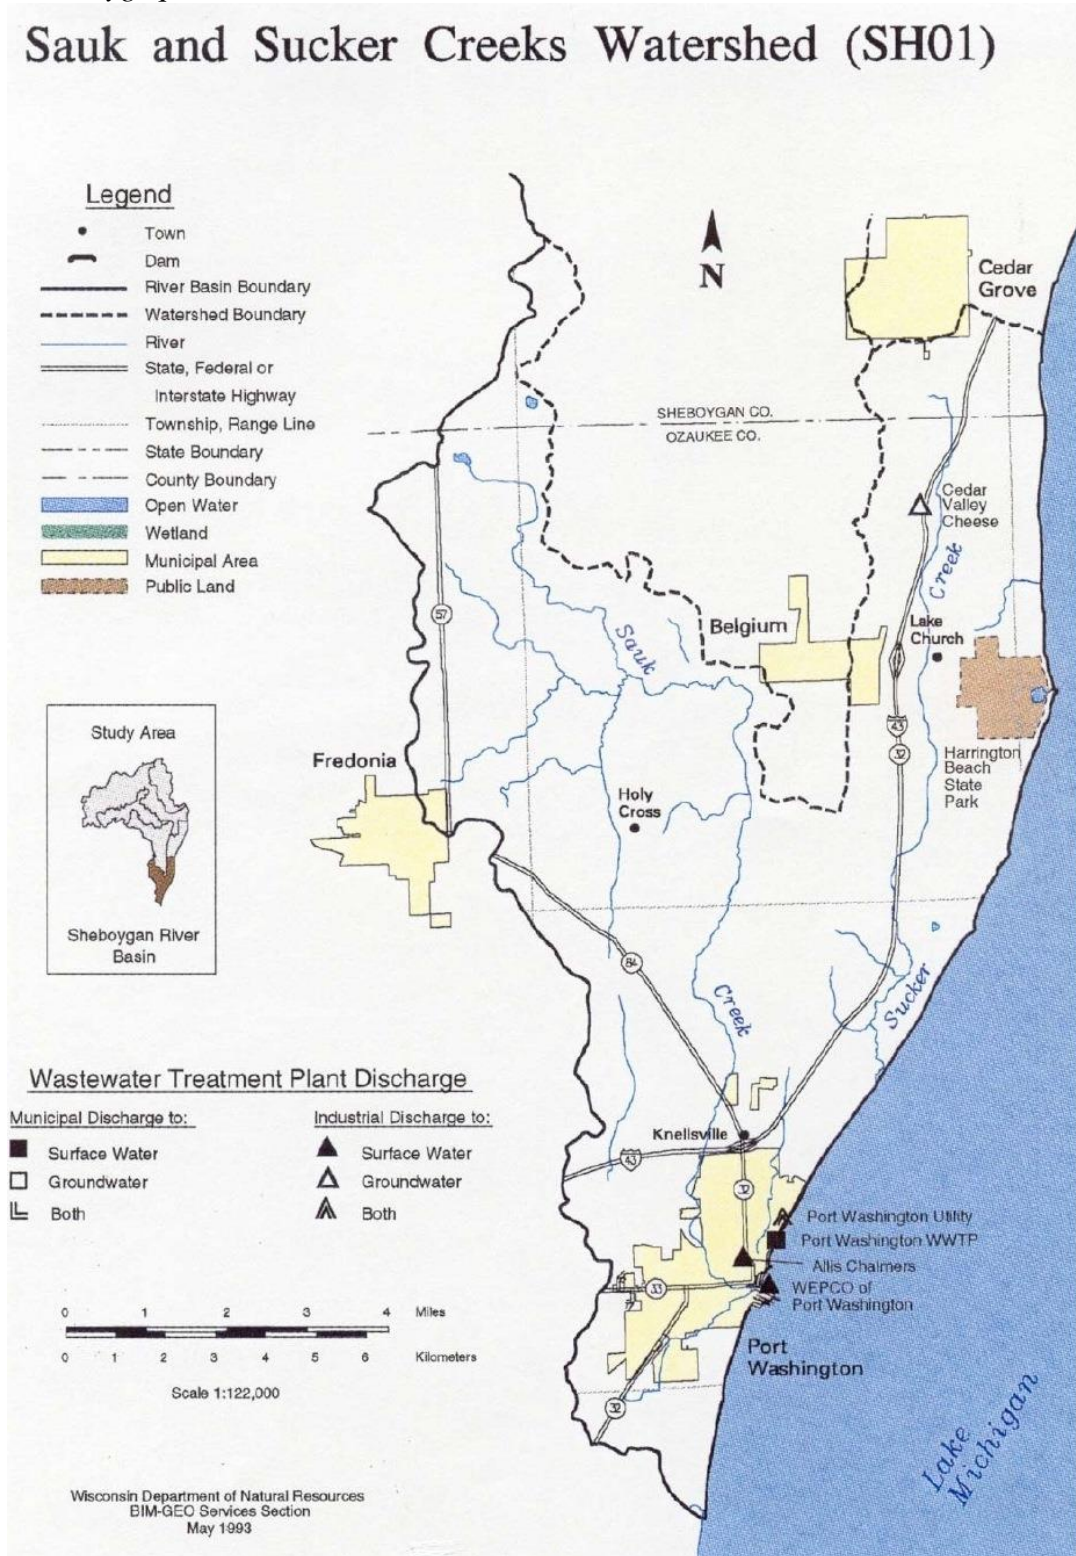 Sauk and Sucker Creeks Watershed (SH01)
Legend
Town
Dam
River Basin Boundary
Watershed Boundary
River
State, Federal or
Interstate Highway
Township, Range Line
State Boundary
County Boundary
Open Water
Wetland
Municipal Area
Public Land
N
Cedar
Grove
SHEBOYGAN CO.
OZAUKEE CO.
Cedar
Valley
Cheese
Creek
57
Sauk
Belgium
Lake
Church
43
32
Harrington
Beach
State
Park
Study Area
Sheboygan River
Basin
Fredonia
Holy
Cross
84
Creek
Sucker
Wastewater Treatment Plant Discharge
Municipal Discharge to:
Surface Water
Groundwater
Both
Industrial Discharge to:
Surface Water
Groundwater
Both
Knellsville
43
32
Port Washington Utility
Port Washington WWTP
Allis Chalmers
WEPCO of
Port Washington
33
Port
Washington
32
0 1 2 3 4 Miles
0 1 2 3 4 5 6 Kilometers
Scale 1:122,000
Lake
Michigan
Wisconsin Department of Natural Resources
BIM-GEO Services Section
May 1993